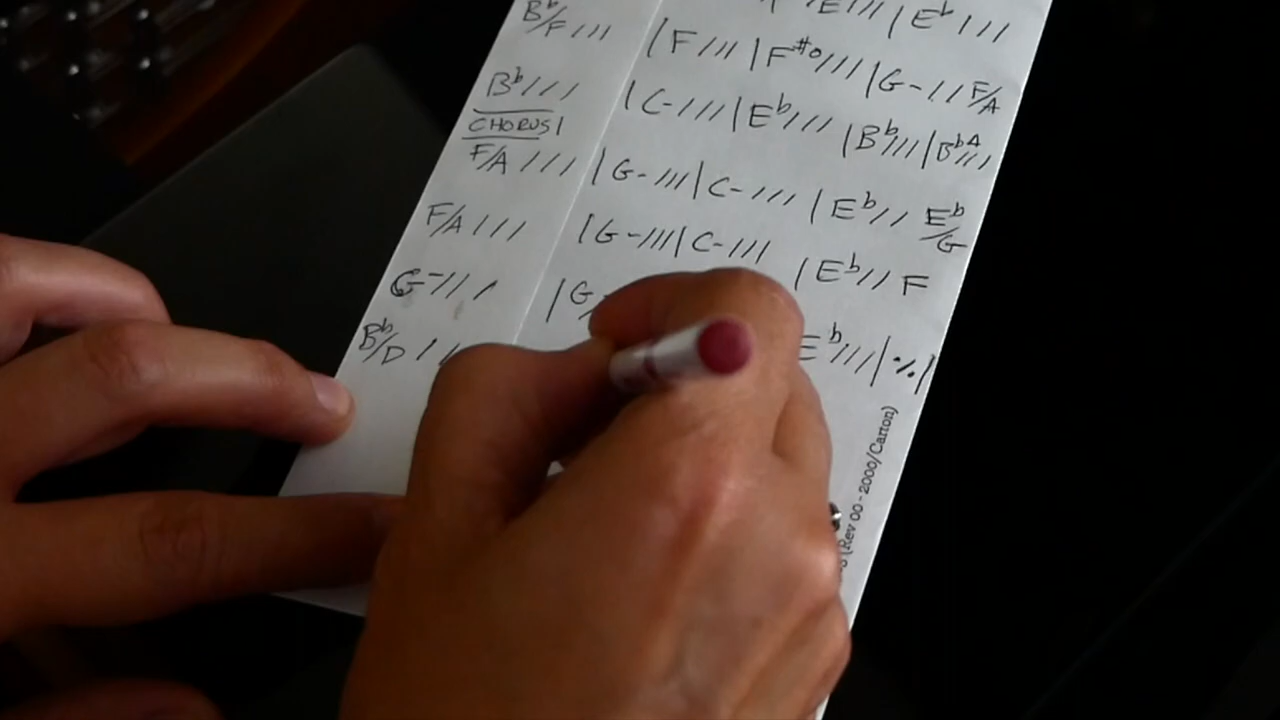 B♭/F /// | F /// | F#° /// | G- // F/A
B♭ /// | C- /// | E♭ /// | B♭ /// | B♭Δ ///
CHORUS |
F/A /// | G- /// | C- /// | E♭ // E♭/G
F/A /// | G- /// | C- /// | E♭ // F
G- /// | G
B♭/D // E♭ /// | ٪ |
(Rev 00 - 2000/Carton)
E /// | E♭ ///